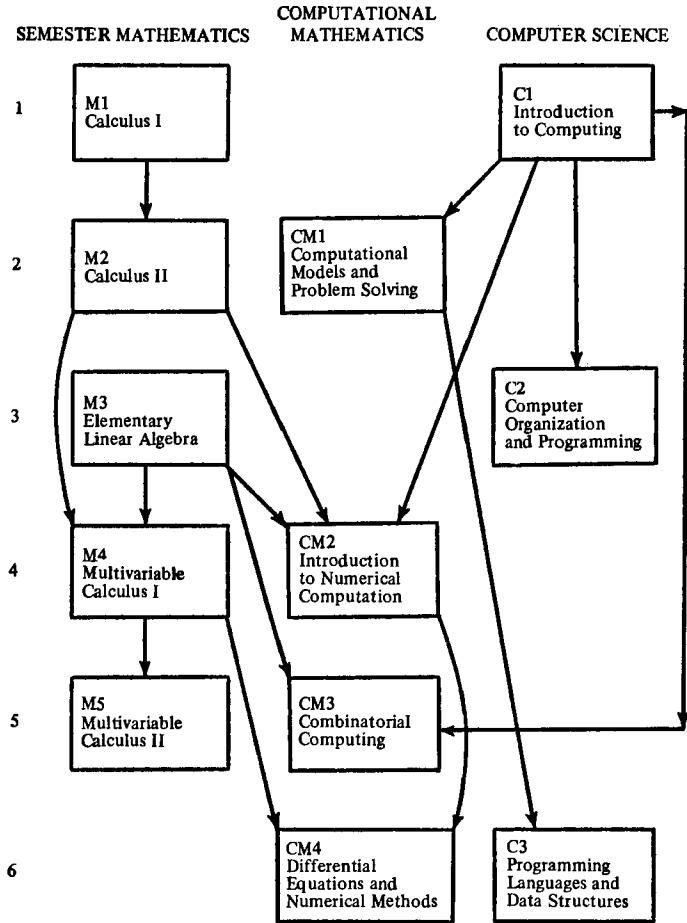 SEMESTER MATHEMATICS
COMPUTATIONAL
MATHEMATICS
COMPUTER SCIENCE
1
M1
Calculus I
C1
Introduction
to Computing
2
M2
Calculus II
CM1
Computational
Models and
Problem Solving
3
M3
Elementary
Linear Algebra
C2
Computer
Organization
and Programming
4
M4
Multivariable
Calculus I
CM2
Introduction
to Numerical
Computation
5
M5
Multivariable
Calculus II
CM3
Combinatorial
Computing
6
CM4
Differential
Equations and
Numerical Methods
C3
Programming
Languages and
Data Structures